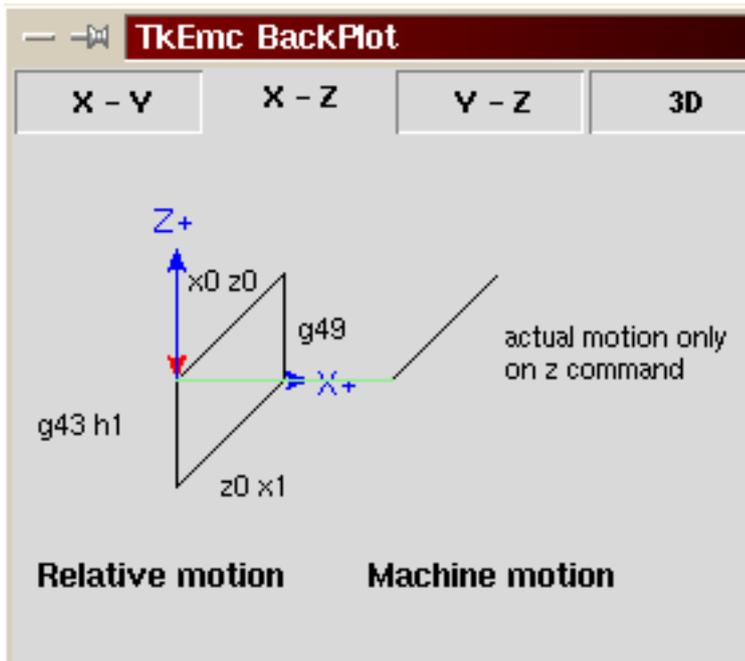 TkEmc BackPlot
X - Y
X - Z
Y - Z
3D
Z+
x0 z0
g49
actual motion only
on z command
X+
g43 h1
z0 x1
Relative motion
Machine motion